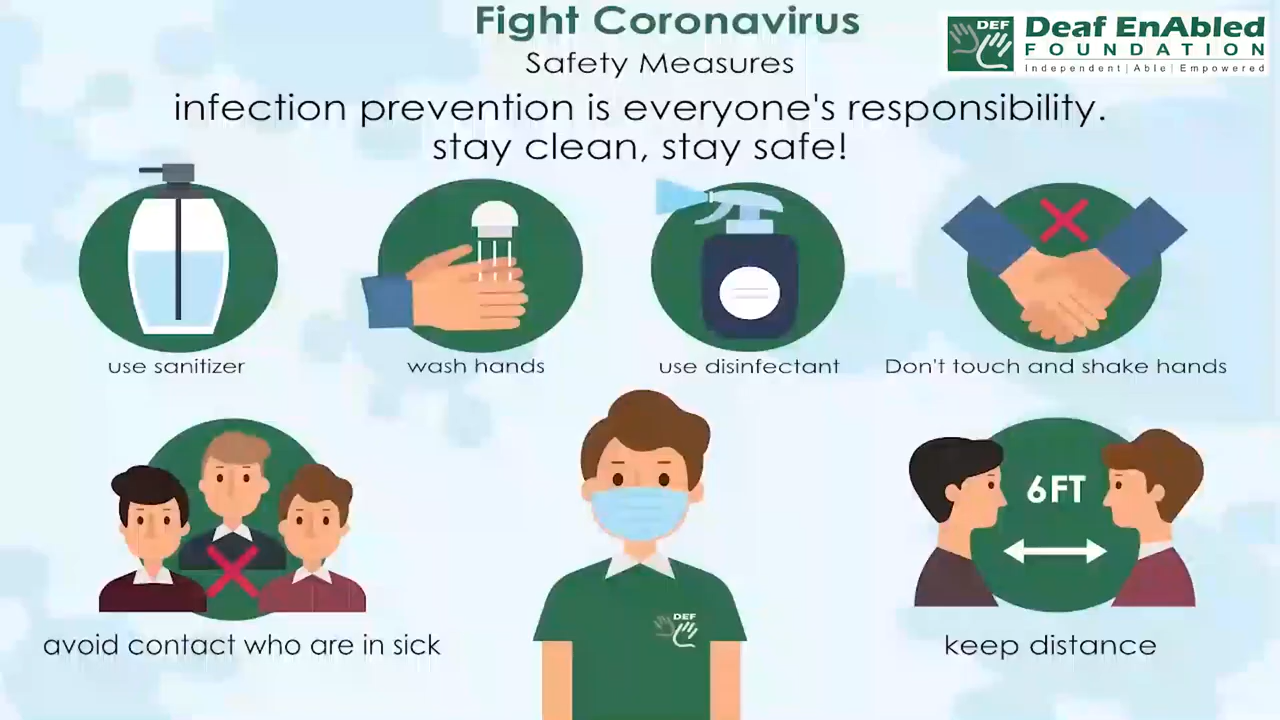 Fight Coronavirus
Safety Measures
DEF
Deaf EnAbled
FOUNDATION
Independent | Able | Empowered
infection prevention is everyone's responsibility.
stay clean, stay safe!
use sanitizer
wash hands
use disinfectant
Don't touch and shake hands
6FT
DEF
avoid contact who are in sick
keep distance